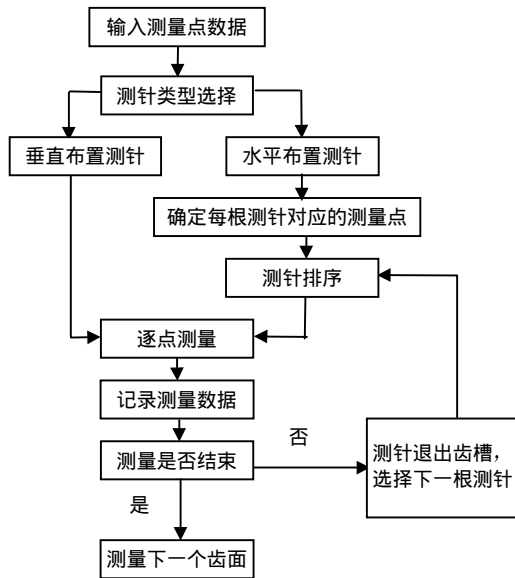 输入测量点数据
测针类型选择
垂直布置测针
水平布置测针
确定每根测针对应的测量点
测针排序
逐点测量
记录测量数据
否
测量是否结束
测针退出齿槽，
选择下一根测针
是
测量下一个齿面